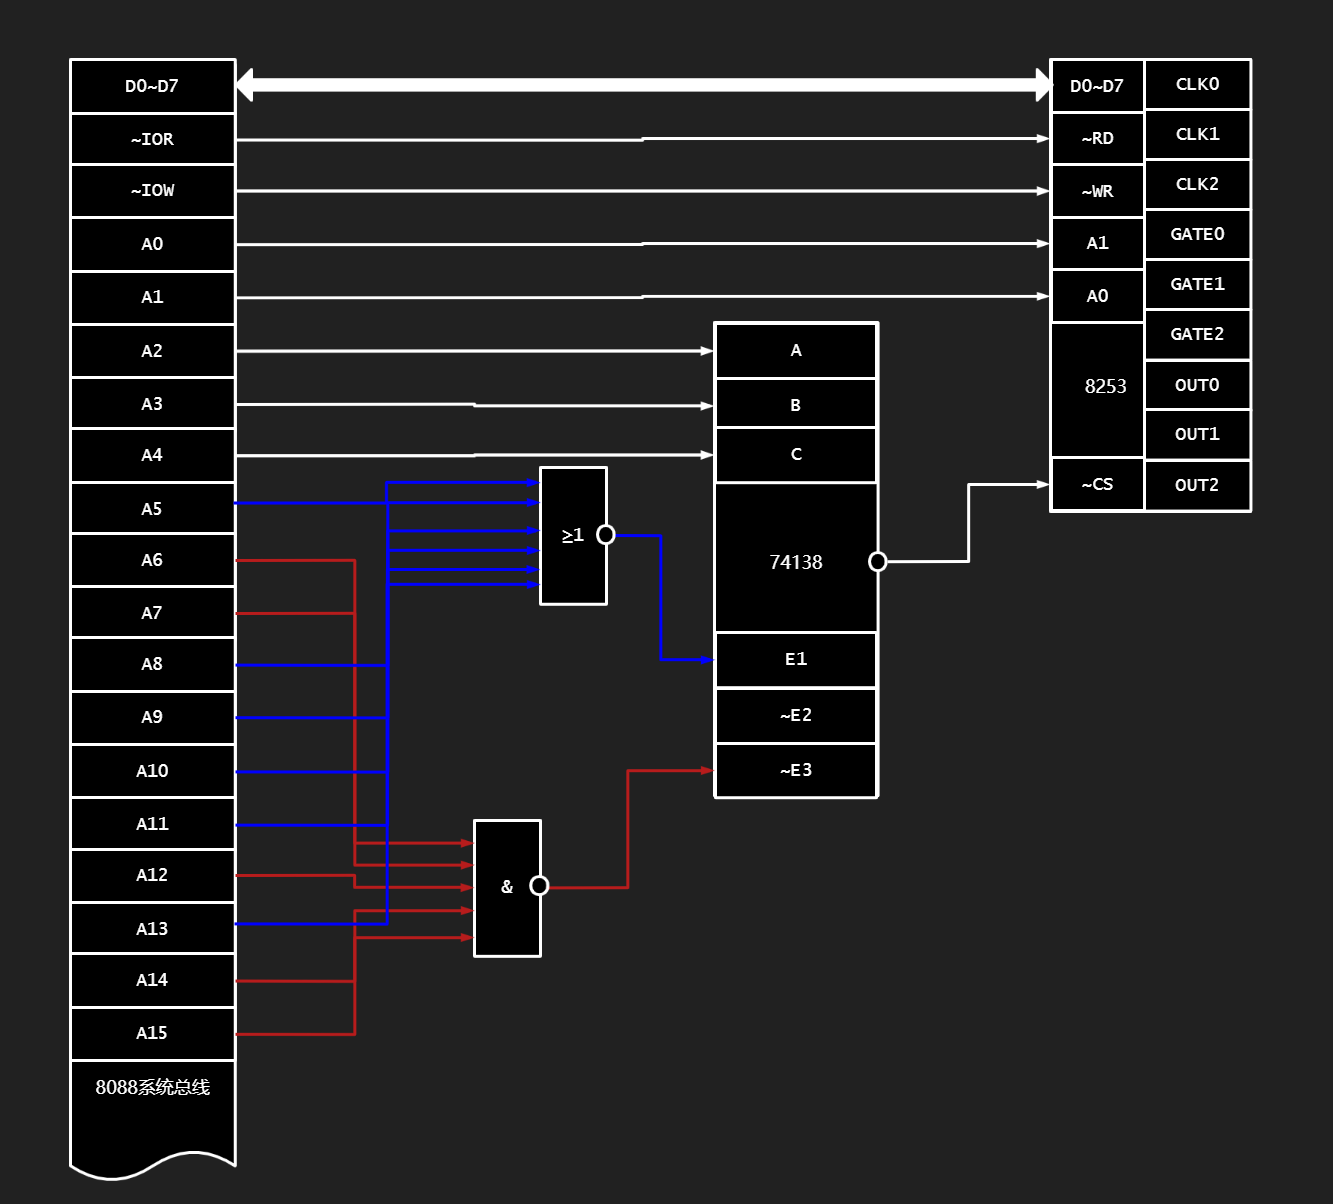 D0~D7
~IOR
~IOW
A0
A1
A2
A3
A4
A5
A6
A7
A8
A9
A10
A11
A12
A13
A14
A15
8088系统总线
≥1
&
A
B
C
74138
E1
~E2
~E3
D0~D7
~RD
~WR
A1
A0
8253
~CS
CLK0
CLK1
CLK2
GATE0
GATE1
GATE2
OUT0
OUT1
OUT2